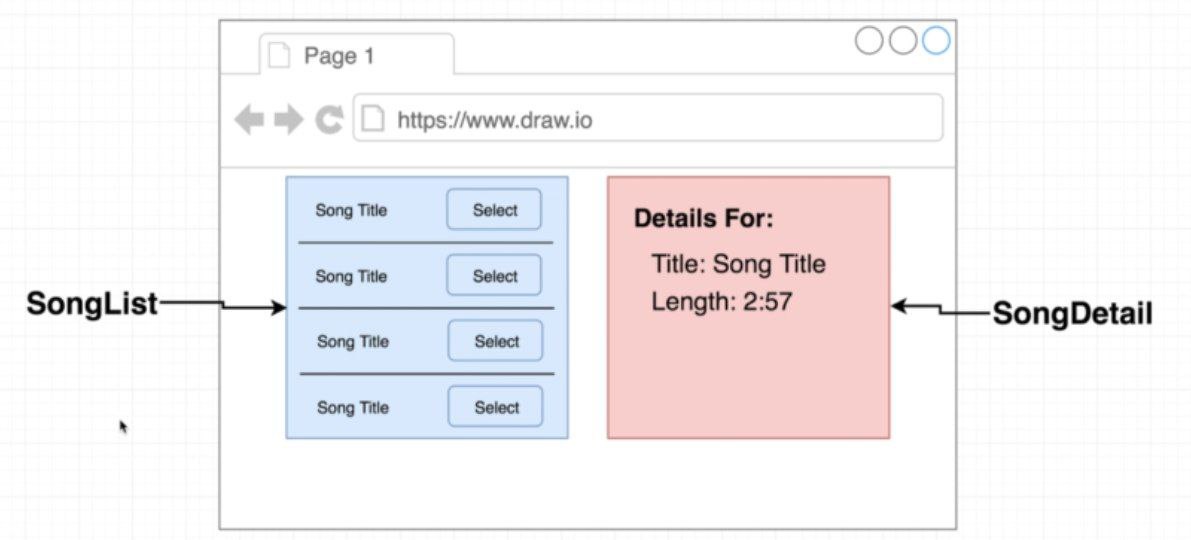 Page 1
https://www.draw.io
SongList
Song Title Select
Song Title Select
Song Title Select
Song Title Select
Details For:
Title: Song Title
Length: 2:57
SongDetail